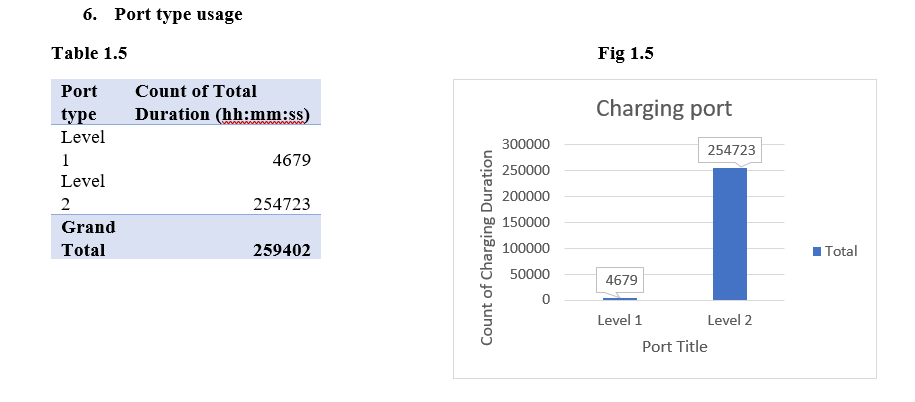 6. Port type usage
Table 1.5
Port Count of Total
type Duration (hh:mm:ss)
Level
1 4679
Level
2 254723
Grand
Total 259402
Fig 1.5
Charging port
Count of Charging Duration
300000
250000
200000
150000
100000
50000
0
254723
4679
Level 1 Level 2
Port Title
Total